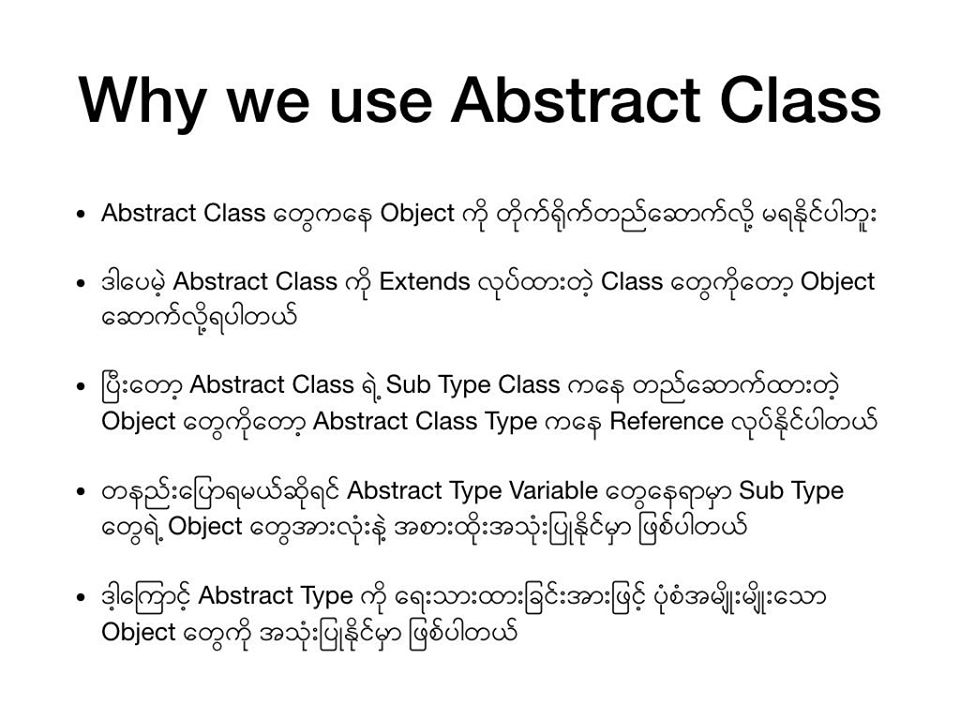 Why we use Abstract Class
• Abstract Class တွေကနေ Object ကို တိုက်ရိုက်တည်ဆောက်လို့ မရနိုင်ပါဘူး
• ဒါပေမဲ့ Abstract Class ကို Extends လုပ်ထားတဲ့ Class တွေကိုတော့ Object
ဆောက်လို့ရပါတယ်
• ပြီးတော့ Abstract Class ရဲ့ Sub Type Class ကနေ တည်ဆောက်ထားတဲ့
Object တွေကိုတော့ Abstract Class Type ကနေ Reference လုပ်နိုင်ပါတယ်
• တနည်းပြောရမယ်ဆိုရင် Abstract Type Variable တွေနေရာမှာ Sub Type
တွေရဲ့ Object တွေအားလုံးနဲ့ အစားထိုးအသုံးပြုနိုင်မှာ ဖြစ်ပါတယ်
• ဒါ့ကြောင့် Abstract Type ကို ရေးသားထားခြင်းအားဖြင့် ပုံစံအမျိုးမျိုးသော
Object တွေကို အသုံးပြုနိုင်မှာ ဖြစ်ပါတယ်